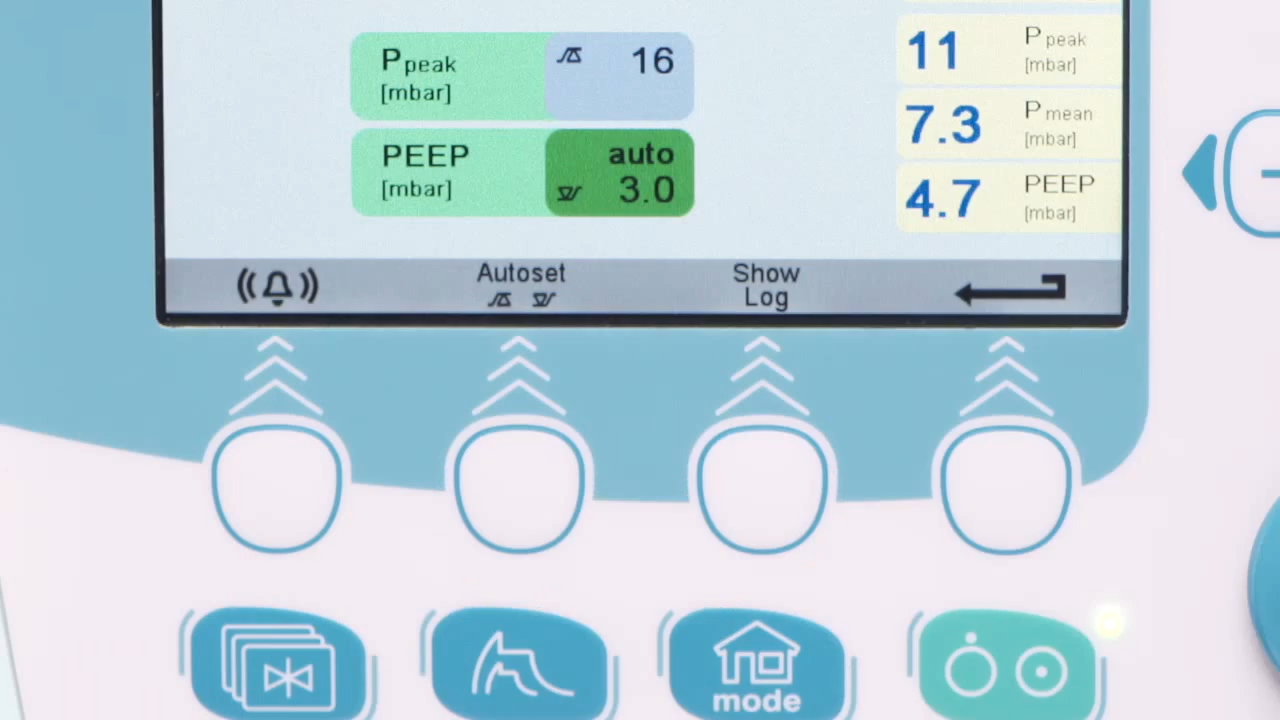 Ppeak
[mbar]
16
PEEP
[mbar]
auto
3.0
11
Ppeak
[mbar]
7.3
Pmean
[mbar]
4.7
PEEP
[mbar]
Autoset
Show
Log
mode